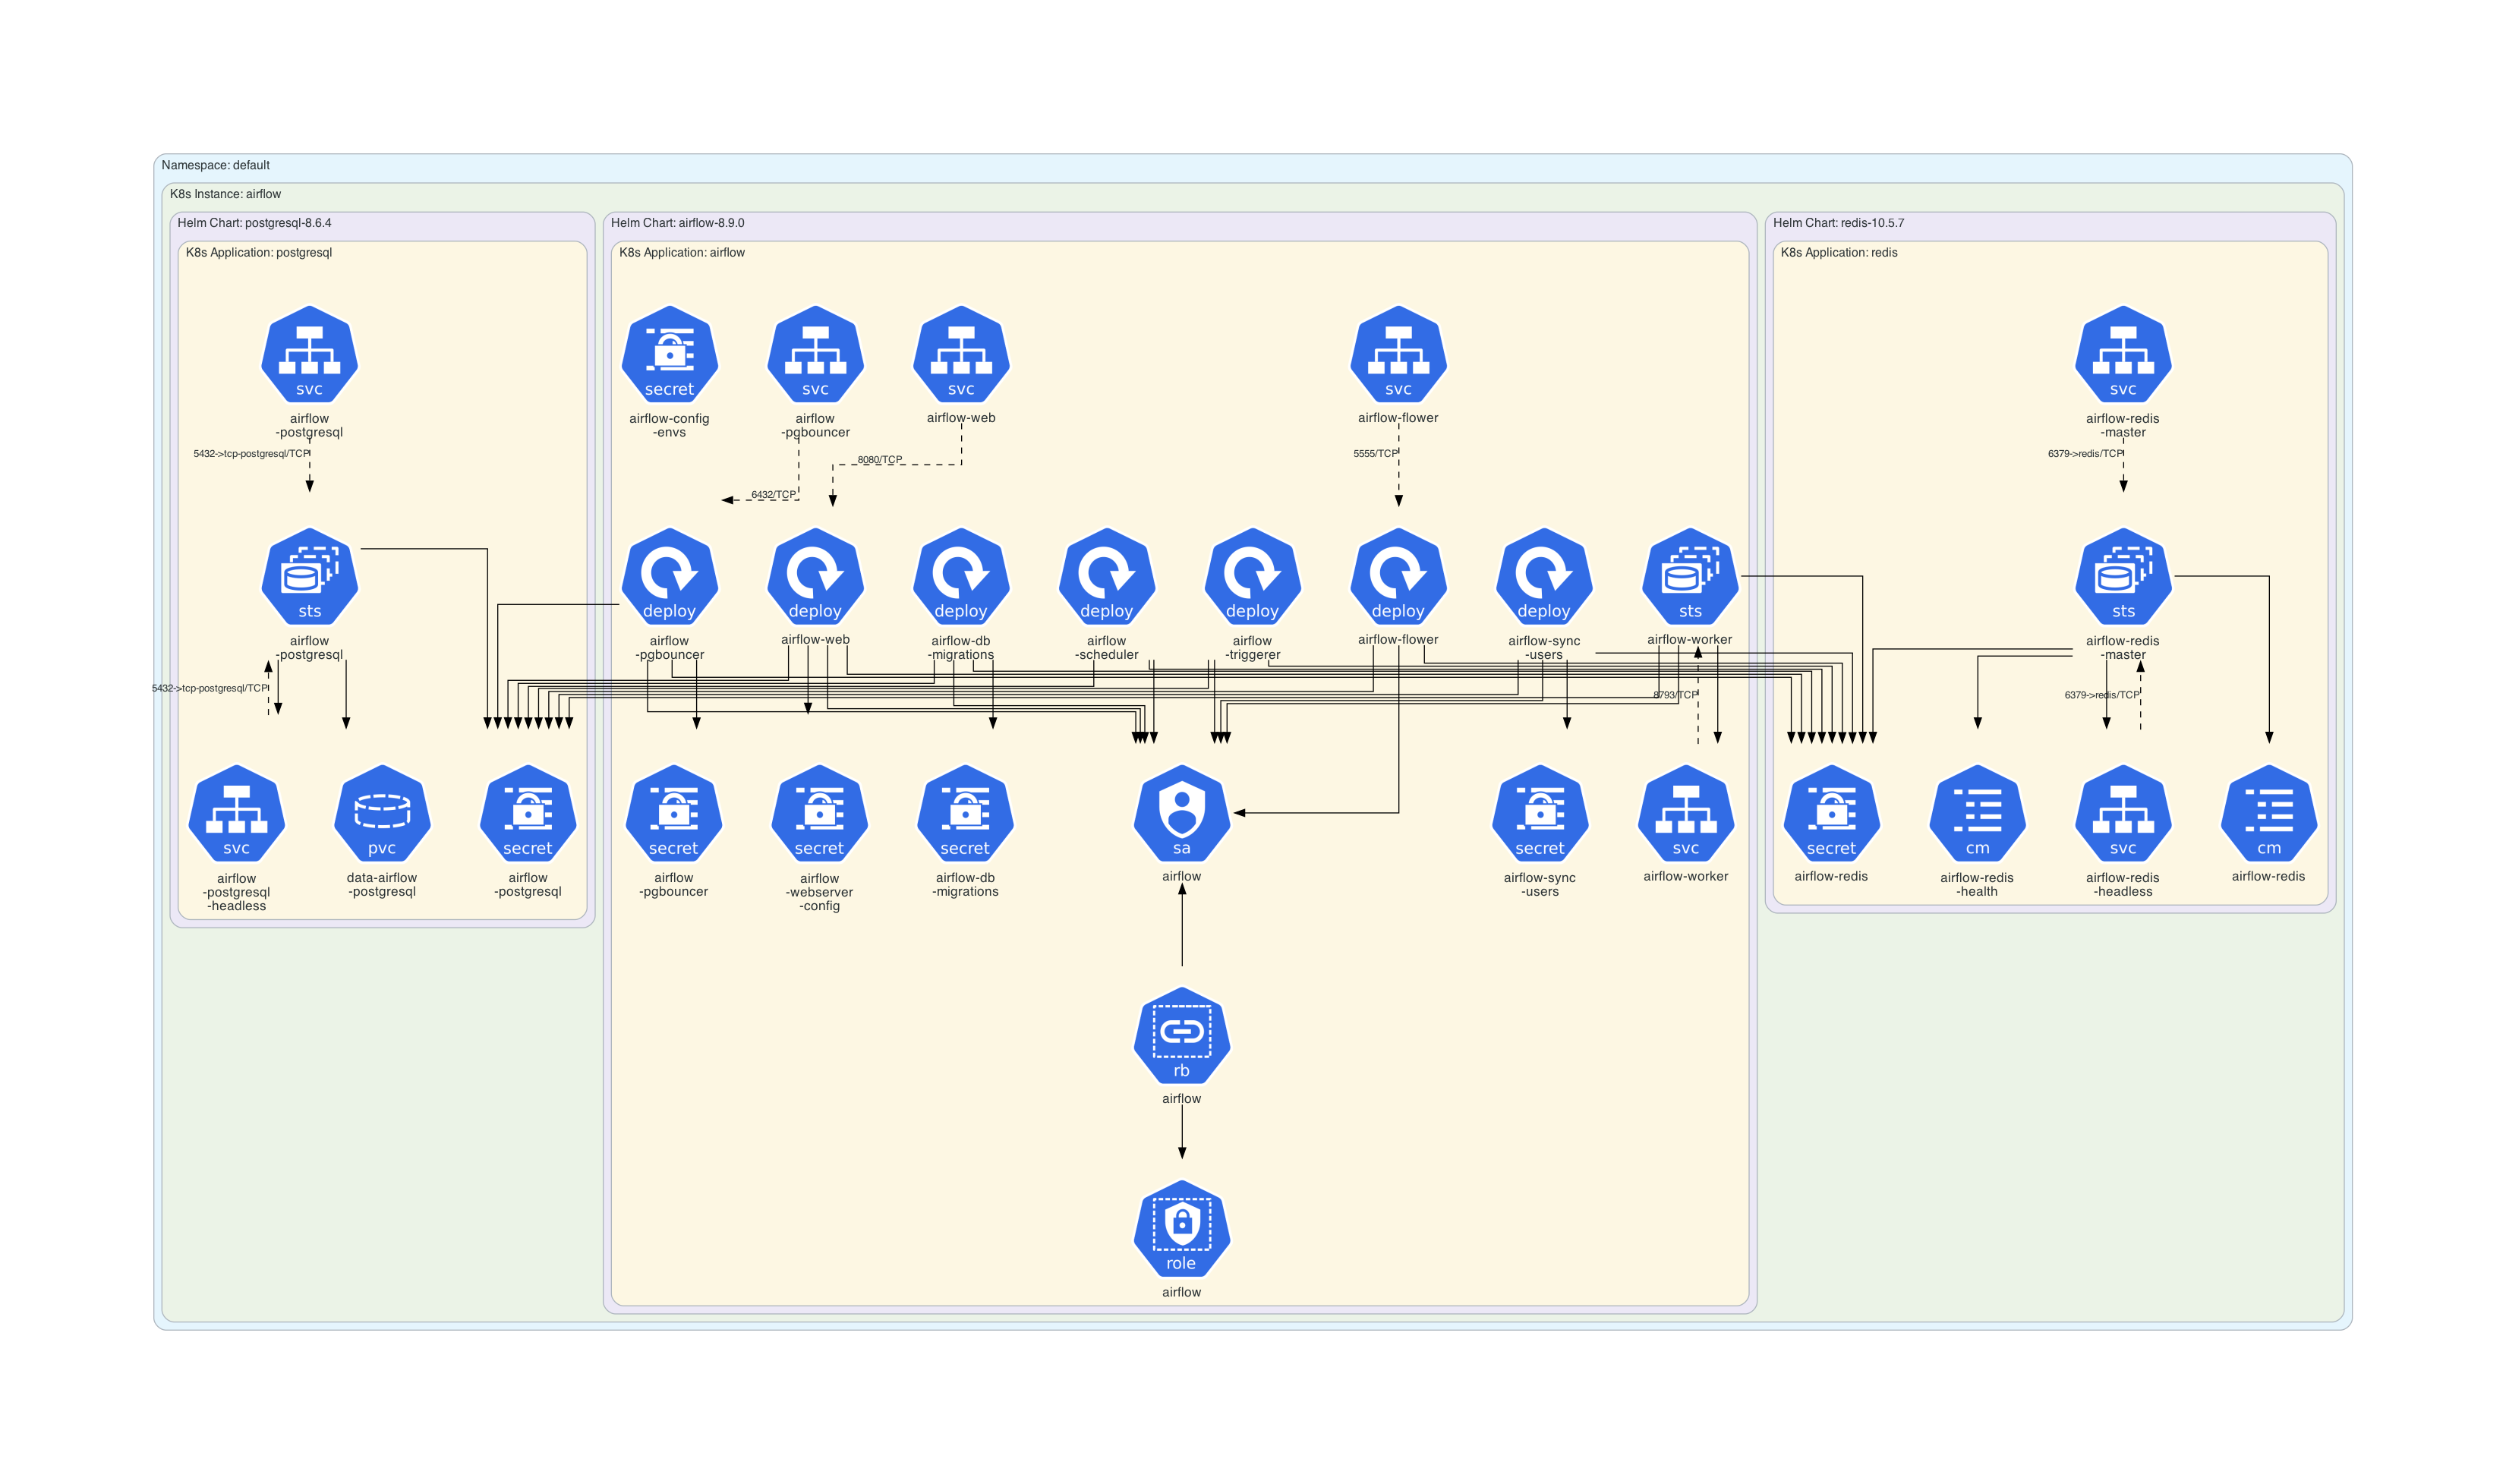 Namespace: default
K8s Instance: airflow
Helm Chart: postgresql-8.6.4
K8s Application: postgresql
svc
airflow
-postgresql
5432->tcp-postgresql/TCP
sts
airflow
-postgresql
5432->tcp-postgresql/TCP
svc
airflow
-postgresql
-headless
pvc
data-airflow
-postgresql
secret
airflow
-postgresql
Helm Chart: airflow-8.9.0
K8s Application: airflow
secret
airflow-config
-envs
svc
airflow
-pgbouncer
svc
airflow-web
svc
airflow-flower
6432/TCP
8080/TCP
5555/TCP
deploy
airflow
-pgbouncer
deploy
airflow-web
deploy
airflow-db
-migrations
deploy
airflow
-scheduler
deploy
airflow
-triggerer
deploy
airflow-flower
deploy
airflow-sync
-users
sts
airflow-worker
8793/TCP
secret
airflow
-pgbouncer
secret
airflow
-webserver
-config
secret
airflow-db
-migrations
sa
airflow
secret
airflow-sync
-users
svc
airflow-worker
rb
airflow
role
airflow
Helm Chart: redis-10.5.7
K8s Application: redis
svc
airflow-redis
-master
6379->redis/TCP
sts
airflow-redis
-master
6379->redis/TCP
secret
airflow-redis
cm
airflow-redis
-health
svc
airflow-redis
-headless
cm
airflow-redis